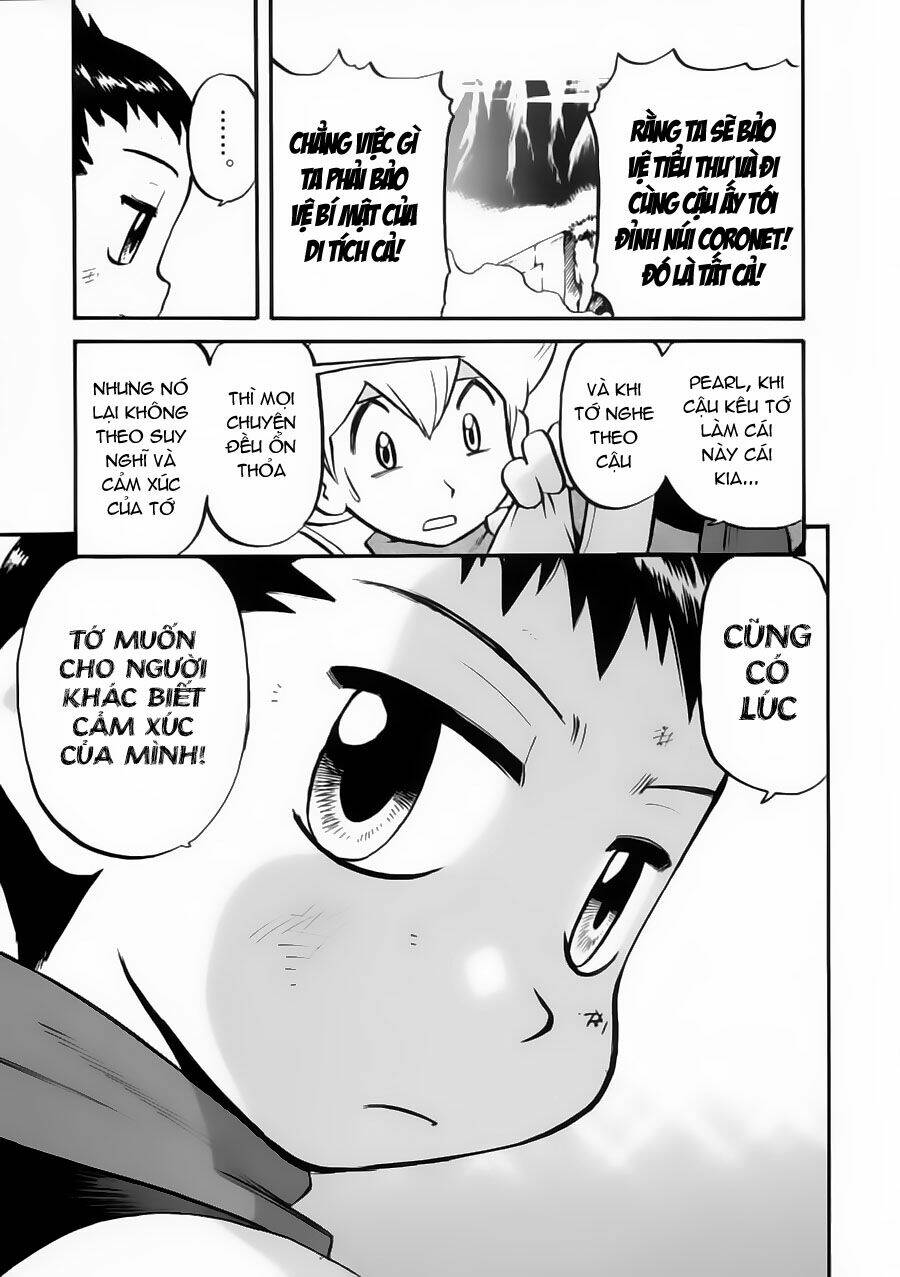 RẰNG TA SẼ BẢO
VỆ TIỂU THƯ VÀ ĐI
CÙNG CẬU ẤY TỚI
ĐỈNH NÚI CORONET!
ĐÓ LÀ TẤT CẢ!
CHẲNG VIỆC GÌ
TA PHẢI BẢO
VỆ BÍ MẬT CỦA
DI TÍCH CẢ!
.......
PEARL, KHI
CẬU KÊU TỚ
LÀM CÁI
NÀY CÁI
KIA...
VÀ KHI
TỚ NGHE
THEO
CẬU
THÌ MỌI
CHUYỆN
ĐỀU ỔN
THỎA
NHƯNG NÓ
LẠI KHÔNG
THEO SUY
NGHĨ VÀ
CẢM XÚC
CỦA TỚ
CŨNG
CÓ
LÚC
TỚ MUỐN
CHO NGƯỜI
KHÁC BIẾT
CẢM XÚC
CỦA MÌNH!